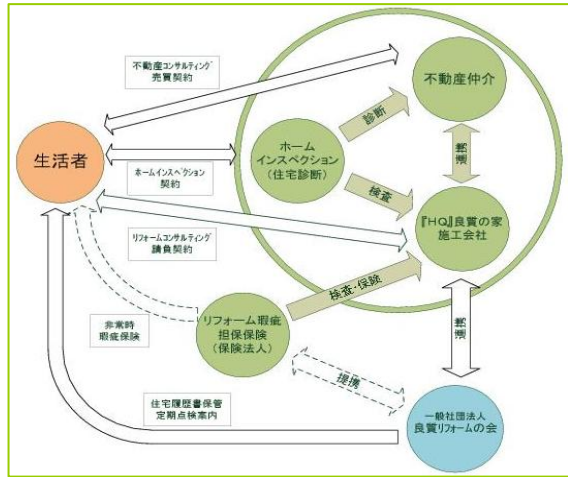 不動産コンサルティング
売買契約
不動産仲介
診断
生活者
ホーム
インスペクション
(住宅診断)
連携
ホームインスペクション
契約
検査
『HQ』良質の家
施工会社
リフォームコンサルティング
請負契約
検査・保険
非常時
瑕疵保険
リフォーム瑕疵
担保保険
(保険法人)
連携
提携
住宅履歴書保管
定期点検案内
一般社団法人
良質リフォームの会